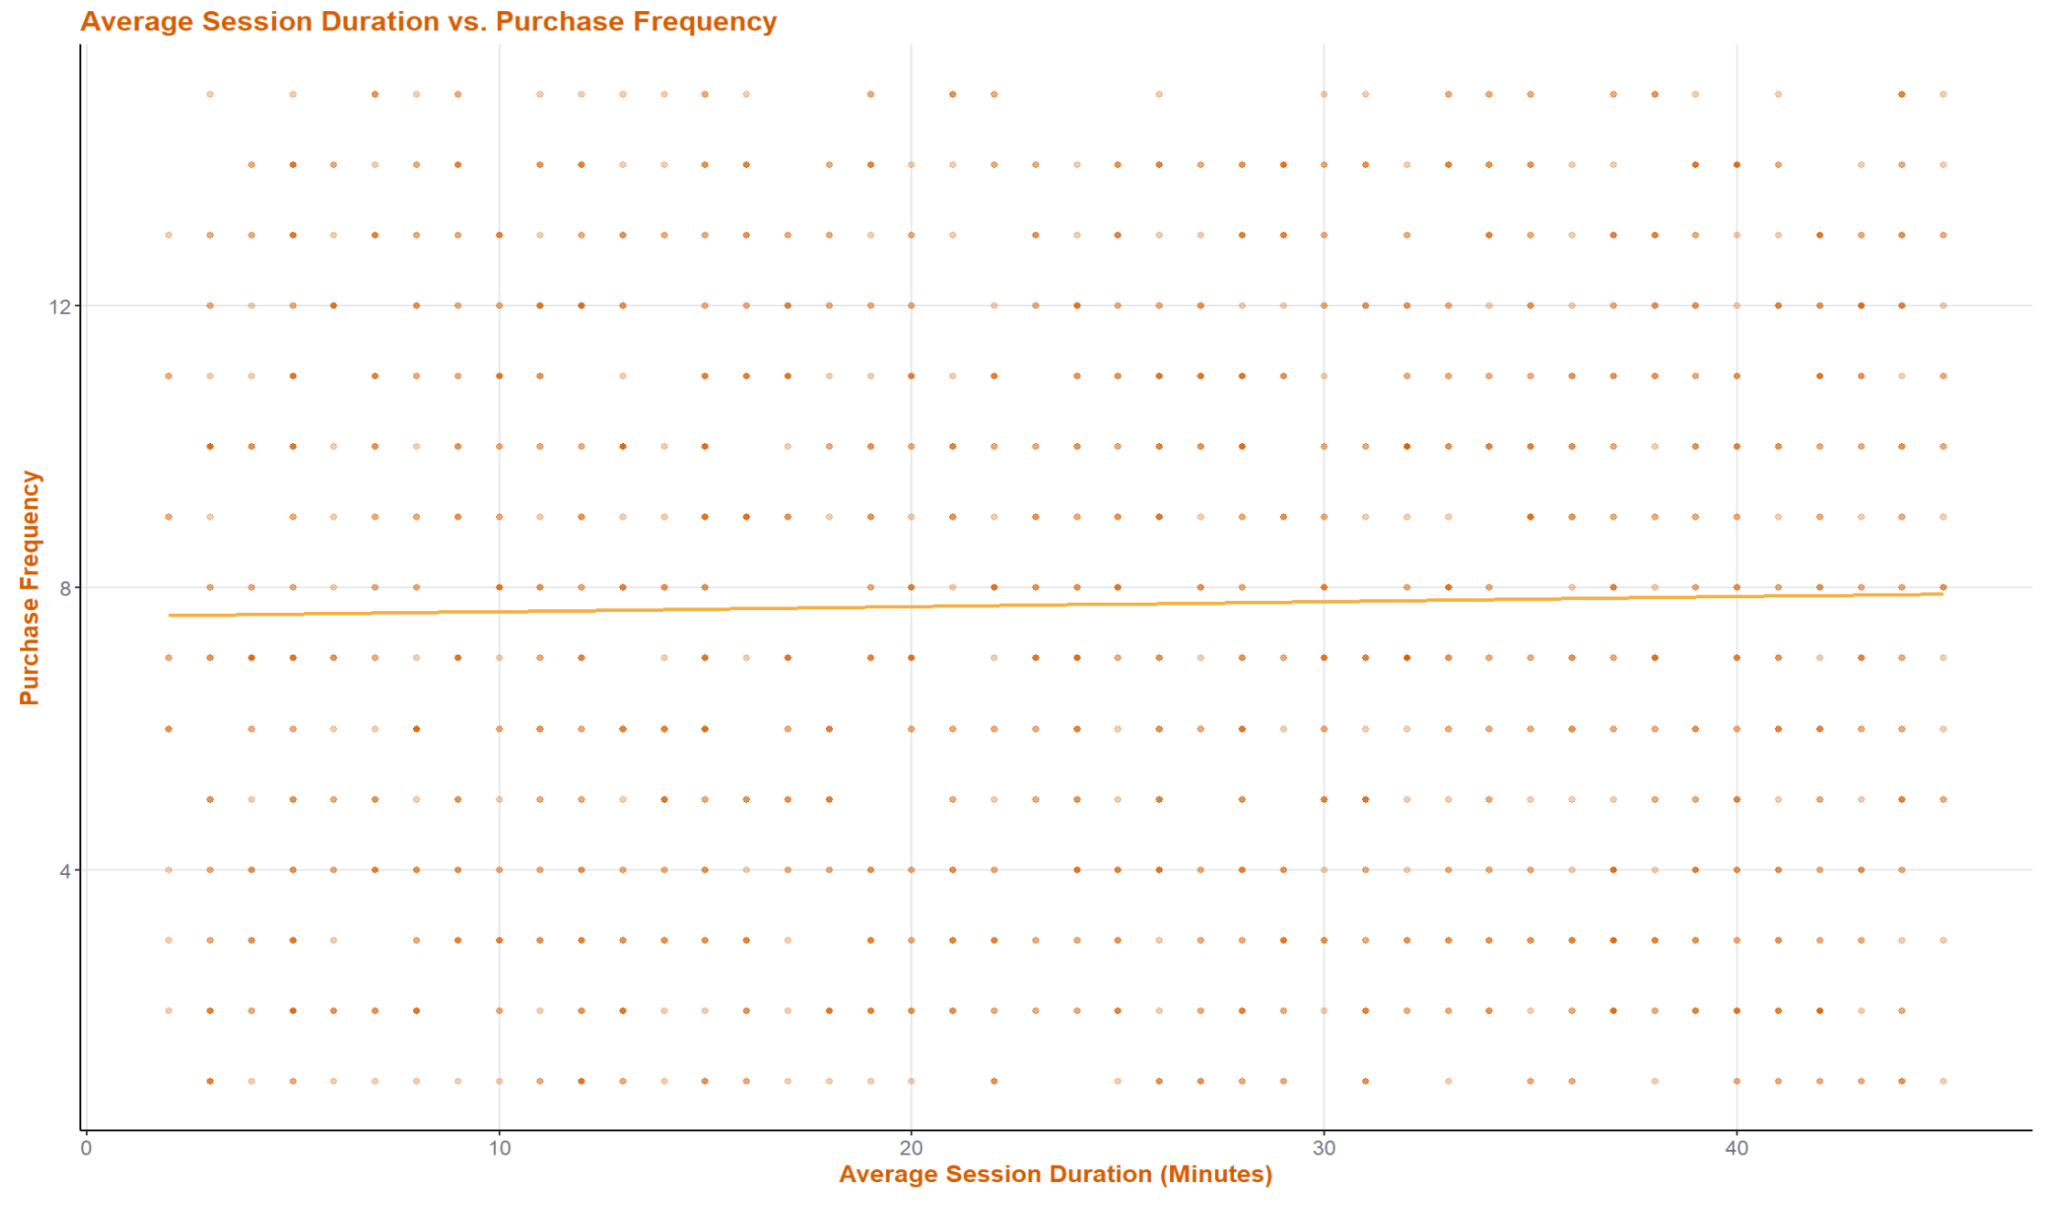 Average Session Duration vs. Purchase Frequency
Purchase Frequency
12
8
4
0 10 20 30 40
Average Session Duration (Minutes)